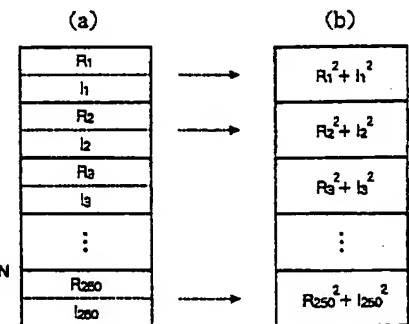 (a) (b)
R₁
I₁
R₁² + I₁²
R₂
I₂
R₂² + I₂²
R₃
I₃
R₃² + I₃²
⋮ ⋮
N
R₂₅₀
I₂₅₀
R₂₅₀² + I₂₅₀²